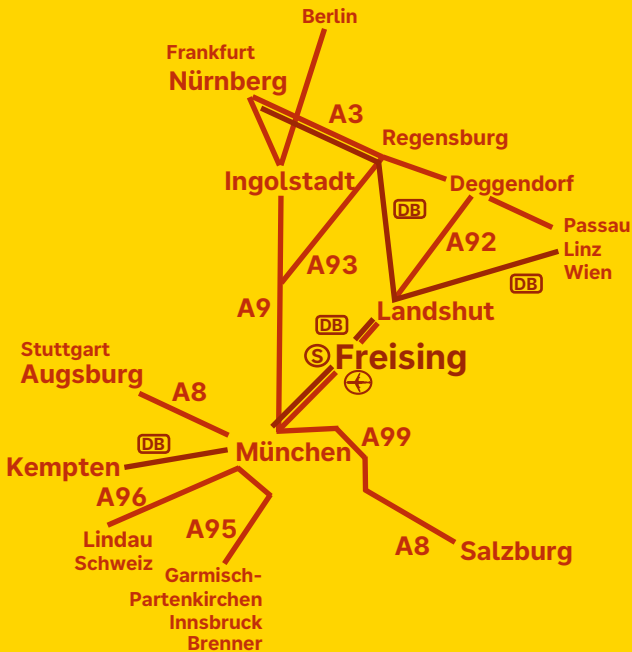 Berlin
Frankfurt
Nürnberg
A3
Regensburg
Ingolstadt
Deggendorf
DB
Passau
A92
Linz
A93
Wien
DB
A9
Landshut
DB
Stuttgart
S Freising
Augsburg
A8
A99
DB
München
Kempten
A96
A95
Lindau
Schweiz
A8
Salzburg
Garmisch-
Partenkirchen
Innsbruck
Brenner